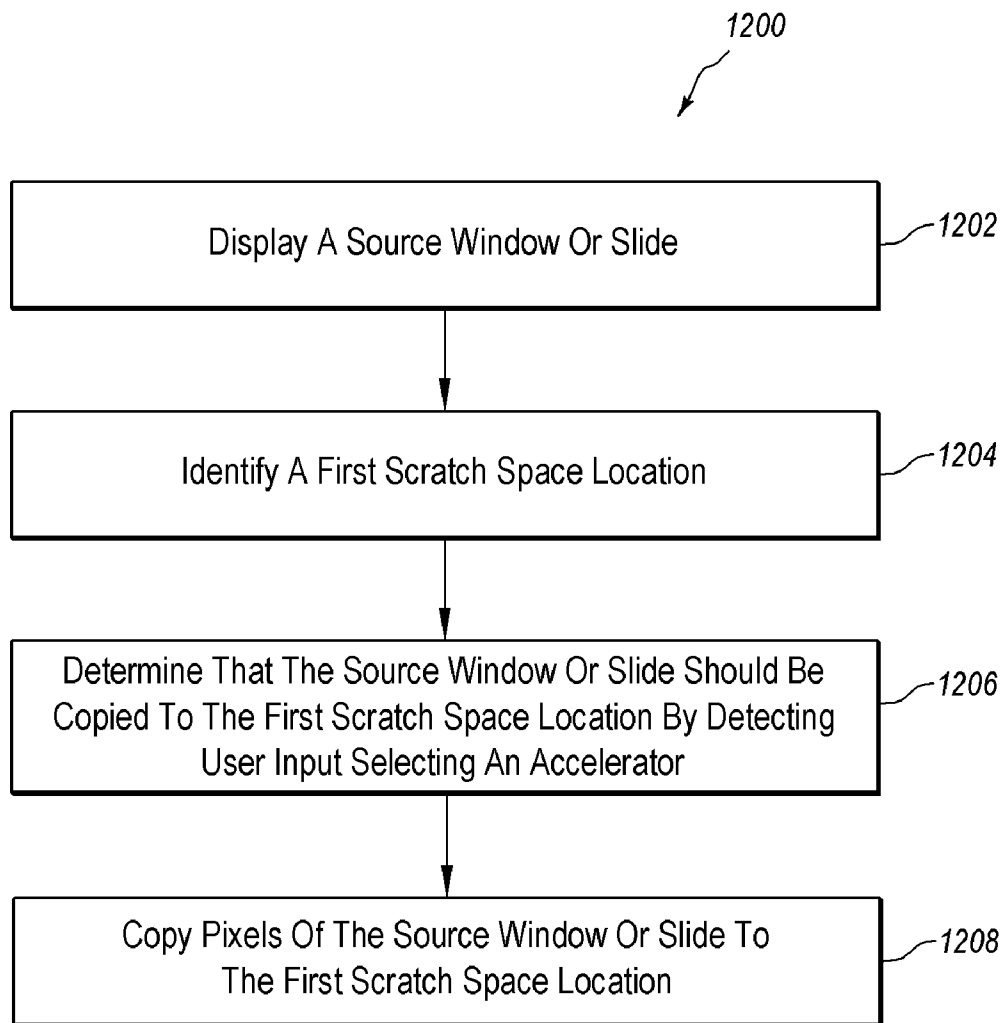 1200
Display A Source Window Or Slide
1202
Identify A First Scratch Space Location
1204
Determine That The Source Window Or Slide Should Be
Copied To The First Scratch Space Location By Detecting
User Input Selecting An Accelerator
1206
Copy Pixels Of The Source Window Or Slide To
The First Scratch Space Location
1208